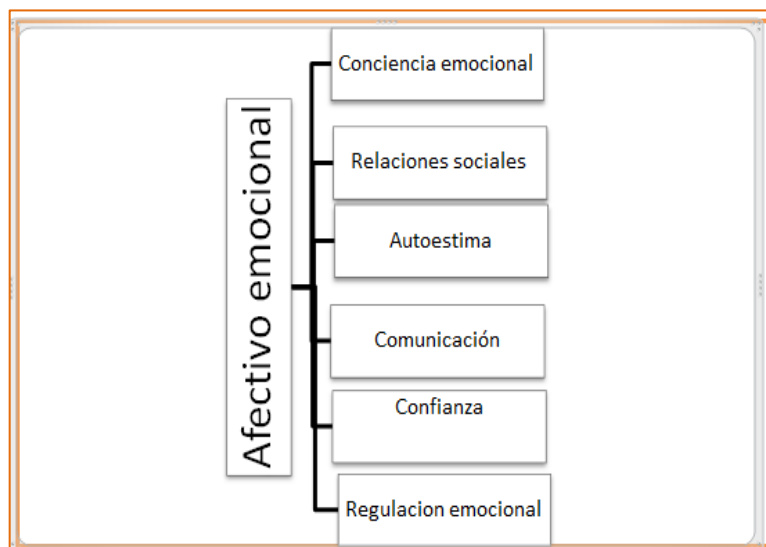 Afectivo emocional
Conciencia emocional
Relaciones sociales
Autoestima
Comunicación
Confianza
Regulacion emocional